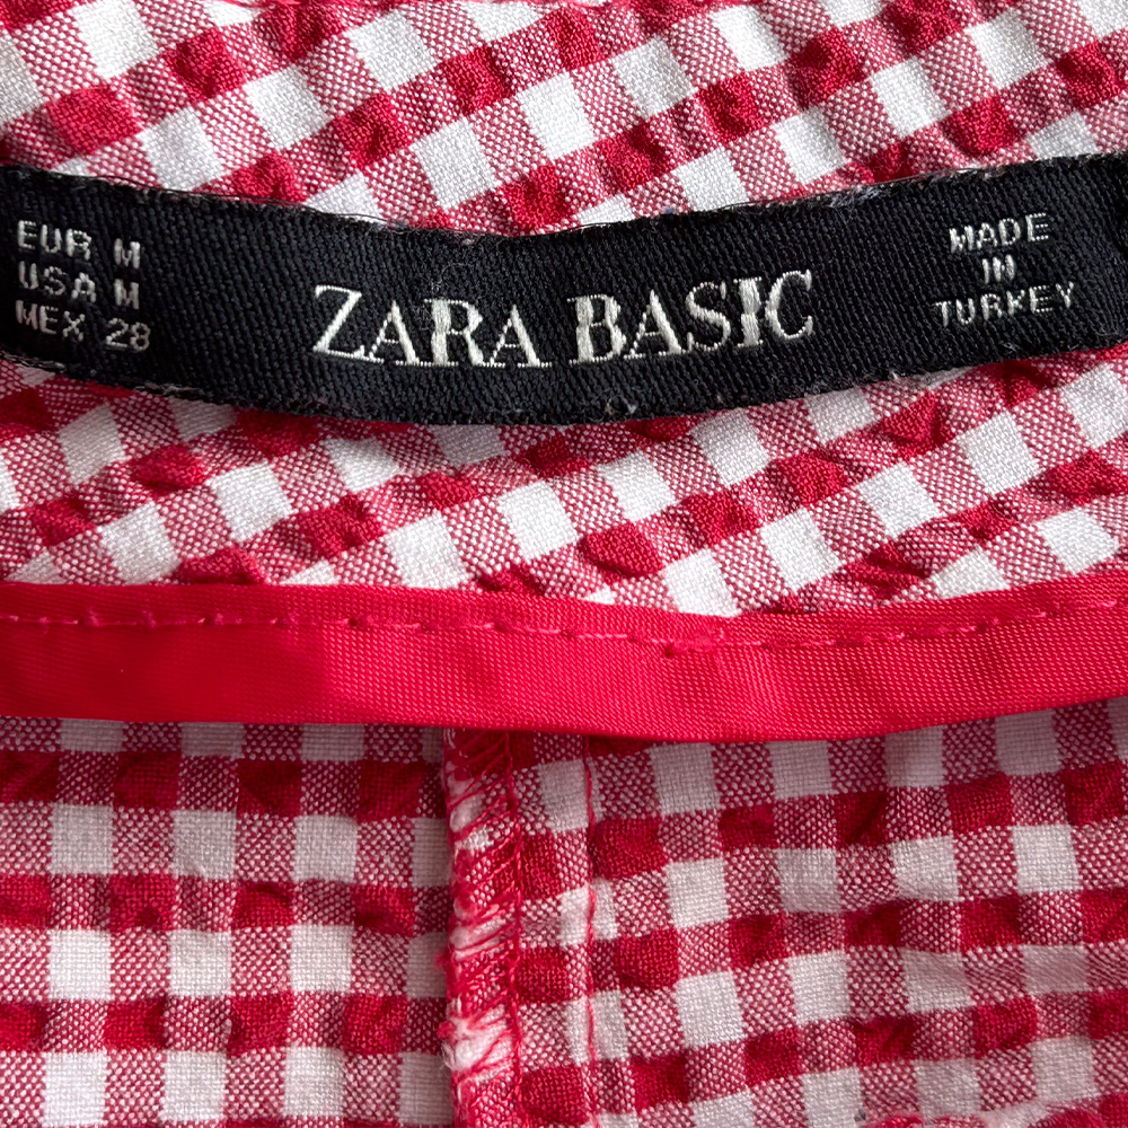 EUR M
USA M
MEX 28
ZARA BASIC
MADE
IN
TURKEY